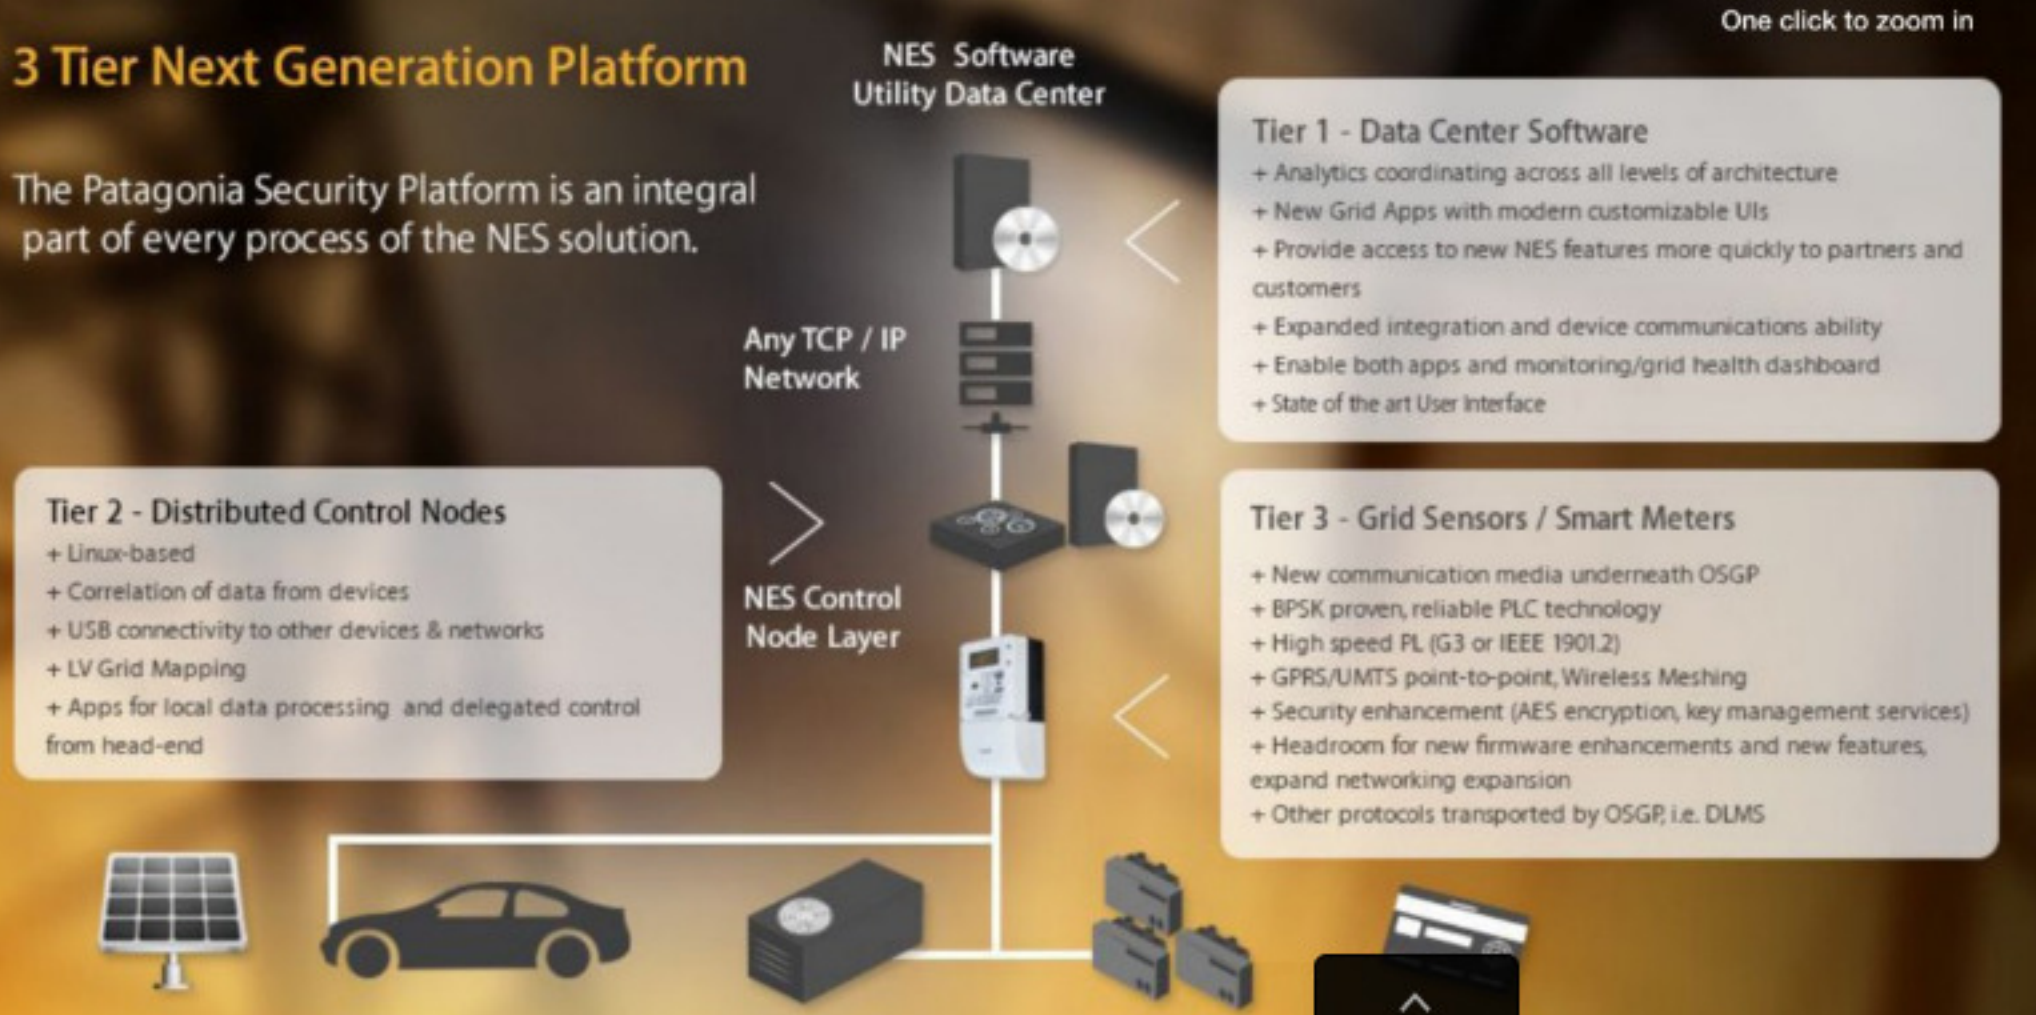 One click to zoom in
3 Tier Next Generation Platform
The Patagonia Security Platform is an integral
part of every process of the NES solution.
NES Software
Utility Data Center
Tier 1 - Data Center Software
+ Analytics coordinating across all levels of architecture
+ New Grid Apps with modern customizable UIs
+ Provide access to new NES features more quickly to partners and
customers
+ Expanded integration and device communications ability
+ Enable both apps and monitoring/grid health dashboard
+ State of the art User Interface
Any TCP / IP
Network
Tier 2 - Distributed Control Nodes
+ Linux-based
+ Correlation of data from devices
+ USB connectivity to other devices & networks
+ LV Grid Mapping
+ Apps for local data processing and delegated control
from head-end
NES Control
Node Layer
Tier 3 - Grid Sensors / Smart Meters
+ New communication media underneath OSGP
+ BPSK proven, reliable PLC technology
+ High speed PL (G3 or IEEE 1901.2)
+ GPRS/UMTS point-to-point, Wireless Meshing
+ Security enhancement (AES encryption, key management services)
+ Headroom for new firmware enhancements and new features,
expand networking expansion
+ Other protocols transported by OSGP, i.e. DLMS